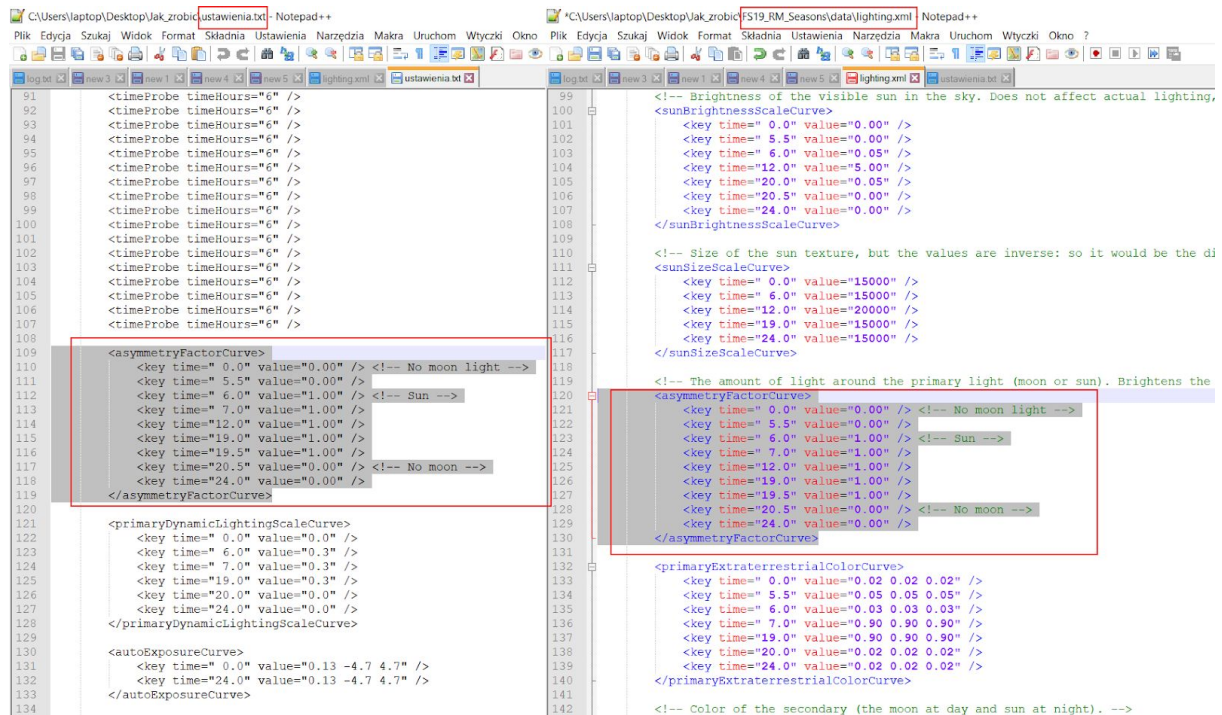 C:\Users\laptop\Desktop\Jak_zrobic\ustawienia.txt - Notepad++
Plik Edycja Szukaj Widok Format Składnia Ustawienia Narzędzia Makra Uruchom Wtyczki Okno
log.txt new 3 new 1 new 4 new 5 lighting.xml ustawienia.txt
91 <timeProbe timeHours="6" />
92 <timeProbe timeHours="6" />
93 <timeProbe timeHours="6" />
94 <timeProbe timeHours="6" />
95 <timeProbe timeHours="6" />
96 <timeProbe timeHours="6" />
97 <timeProbe timeHours="6" />
98 <timeProbe timeHours="6" />
99 <timeProbe timeHours="6" />
100 <timeProbe timeHours="6" />
101 <timeProbe timeHours="6" />
102 <timeProbe timeHours="6" />
103 <timeProbe timeHours="6" />
104 <timeProbe timeHours="6" />
105 <timeProbe timeHours="6" />
106 <timeProbe timeHours="6" />
107 <timeProbe timeHours="6" />
108
109 <asymmetryFactorCurve>
110 <key time=" 0.0" value="0.00" /> <!-- No moon light -->
111 <key time=" 5.5" value="0.00" />
112 <key time=" 6.0" value="1.00" /> <!-- Sun -->
113 <key time=" 7.0" value="1.00" />
114 <key time="12.0" value="1.00" />
115 <key time="19.0" value="1.00" />
116 <key time="19.5" value="1.00" />
117 <key time="20.5" value="0.00" /> <!-- No moon -->
118 <key time="24.0" value="0.00" />
119 </asymmetryFactorCurve>
120
121 <primaryDynamicLightingScaleCurve>
122 <key time=" 0.0" value="0.0" />
123 <key time=" 6.0" value="0.3" />
124 <key time=" 7.0" value="0.3" />
125 <key time="19.0" value="0.3" />
126 <key time="20.0" value="0.0" />
127 <key time="24.0" value="0.0" />
128 </primaryDynamicLightingScaleCurve>
129
130 <autoExposureCurve>
131 <key time=" 0.0" value="0.13 -4.7 4.7" />
132 <key time="24.0" value="0.13 -4.7 4.7" />
133 </autoExposureCurve>
134
*C:\Users\laptop\Desktop\Jak_zrobic\FS19_RM_Seasons\data\lighting.xml - Notepad++
Plik Edycja Szukaj Widok Format Składnia Ustawienia Narzędzia Makra Uruchom Wtyczki Okno ?
log.txt new 3 new 1 new 4 new 5 lighting.xml ustawienia.txt
99 <!-- Brightness of the visible sun in the sky. Does not affect actual lighting,
100 <sunBrightnessScaleCurve>
101 <key time=" 0.0" value="0.00" />
102 <key time=" 5.5" value="0.00" />
103 <key time=" 6.0" value="0.05" />
104 <key time="12.0" value="5.00" />
105 <key time="20.0" value="0.05" />
106 <key time="20.5" value="0.00" />
107 <key time="24.0" value="0.00" />
108 </sunBrightnessScaleCurve>
109
110 <!-- Size of the sun texture, but the values are inverse: so it would be the di
111 <sunSizeScaleCurve>
112 <key time=" 0.0" value="15000" />
113 <key time=" 6.0" value="15000" />
114 <key time="12.0" value="20000" />
115 <key time="19.0" value="15000" />
116 <key time="24.0" value="15000" />
117 </sunSizeScaleCurve>
118
119 <!-- The amount of light around the primary light (moon or sun). Brightens the
120 <asymmetryFactorCurve>
121 <key time=" 0.0" value="0.00" /> <!-- No moon light -->
122 <key time=" 5.5" value="0.00" />
123 <key time=" 6.0" value="1.00" /> <!-- Sun -->
124 <key time=" 7.0" value="1.00" />
125 <key time="12.0" value="1.00" />
126 <key time="19.0" value="1.00" />
127 <key time="19.5" value="1.00" />
128 <key time="20.5" value="0.00" /> <!-- No moon -->
129 <key time="24.0" value="0.00" />
130 </asymmetryFactorCurve>
131
132 <primaryExtraterrestrialColorCurve>
133 <key time=" 0.0" value="0.02 0.02 0.02" />
134 <key time=" 5.5" value="0.05 0.05 0.05" />
135 <key time=" 6.0" value="0.03 0.03 0.03" />
136 <key time=" 7.0" value="0.90 0.90 0.90" />
137 <key time="19.0" value="0.90 0.90 0.90" />
138 <key time="20.0" value="0.02 0.02 0.02" />
139 <key time="24.0" value="0.02 0.02 0.02" />
140 </primaryExtraterrestrialColorCurve>
141
142 <!-- Color of the secondary (the moon at day and sun at night). -->